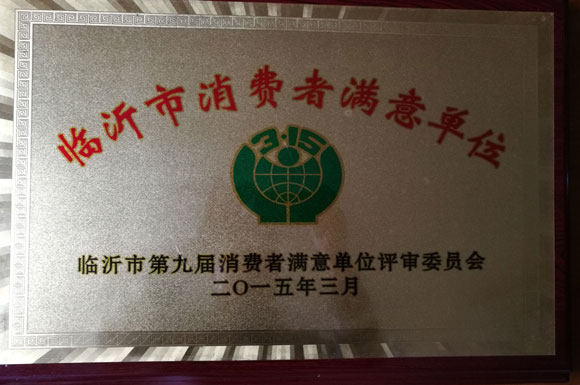 临沂市消费者满意单位
3·15
临沂市第九届消费者满意单位评审委员会
二〇一五年三月